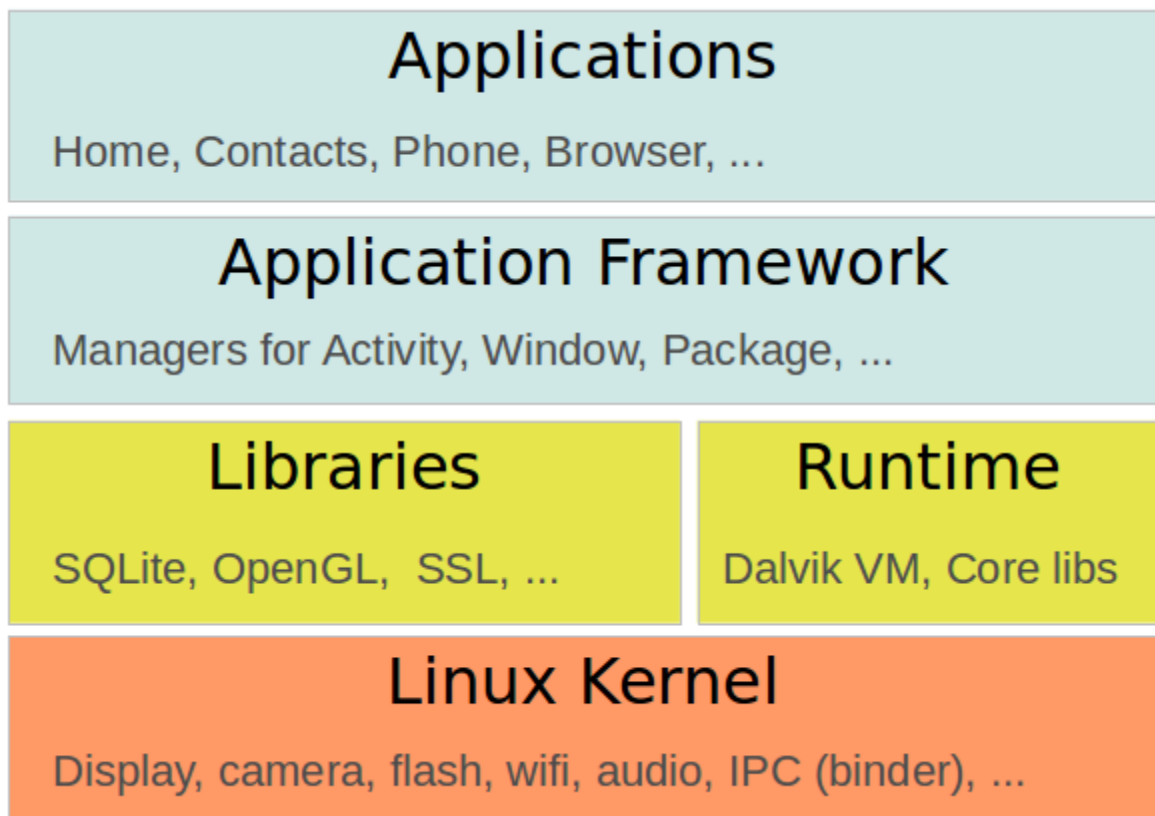 Applications
Home, Contacts, Phone, Browser, ...
Application Framework
Managers for Activity, Window, Package, ...
Libraries
SQLite, OpenGL,  SSL, ...
Runtime
Dalvik VM, Core libs
Linux Kernel
Display, camera, flash, wifi, audio, IPC (binder), ...